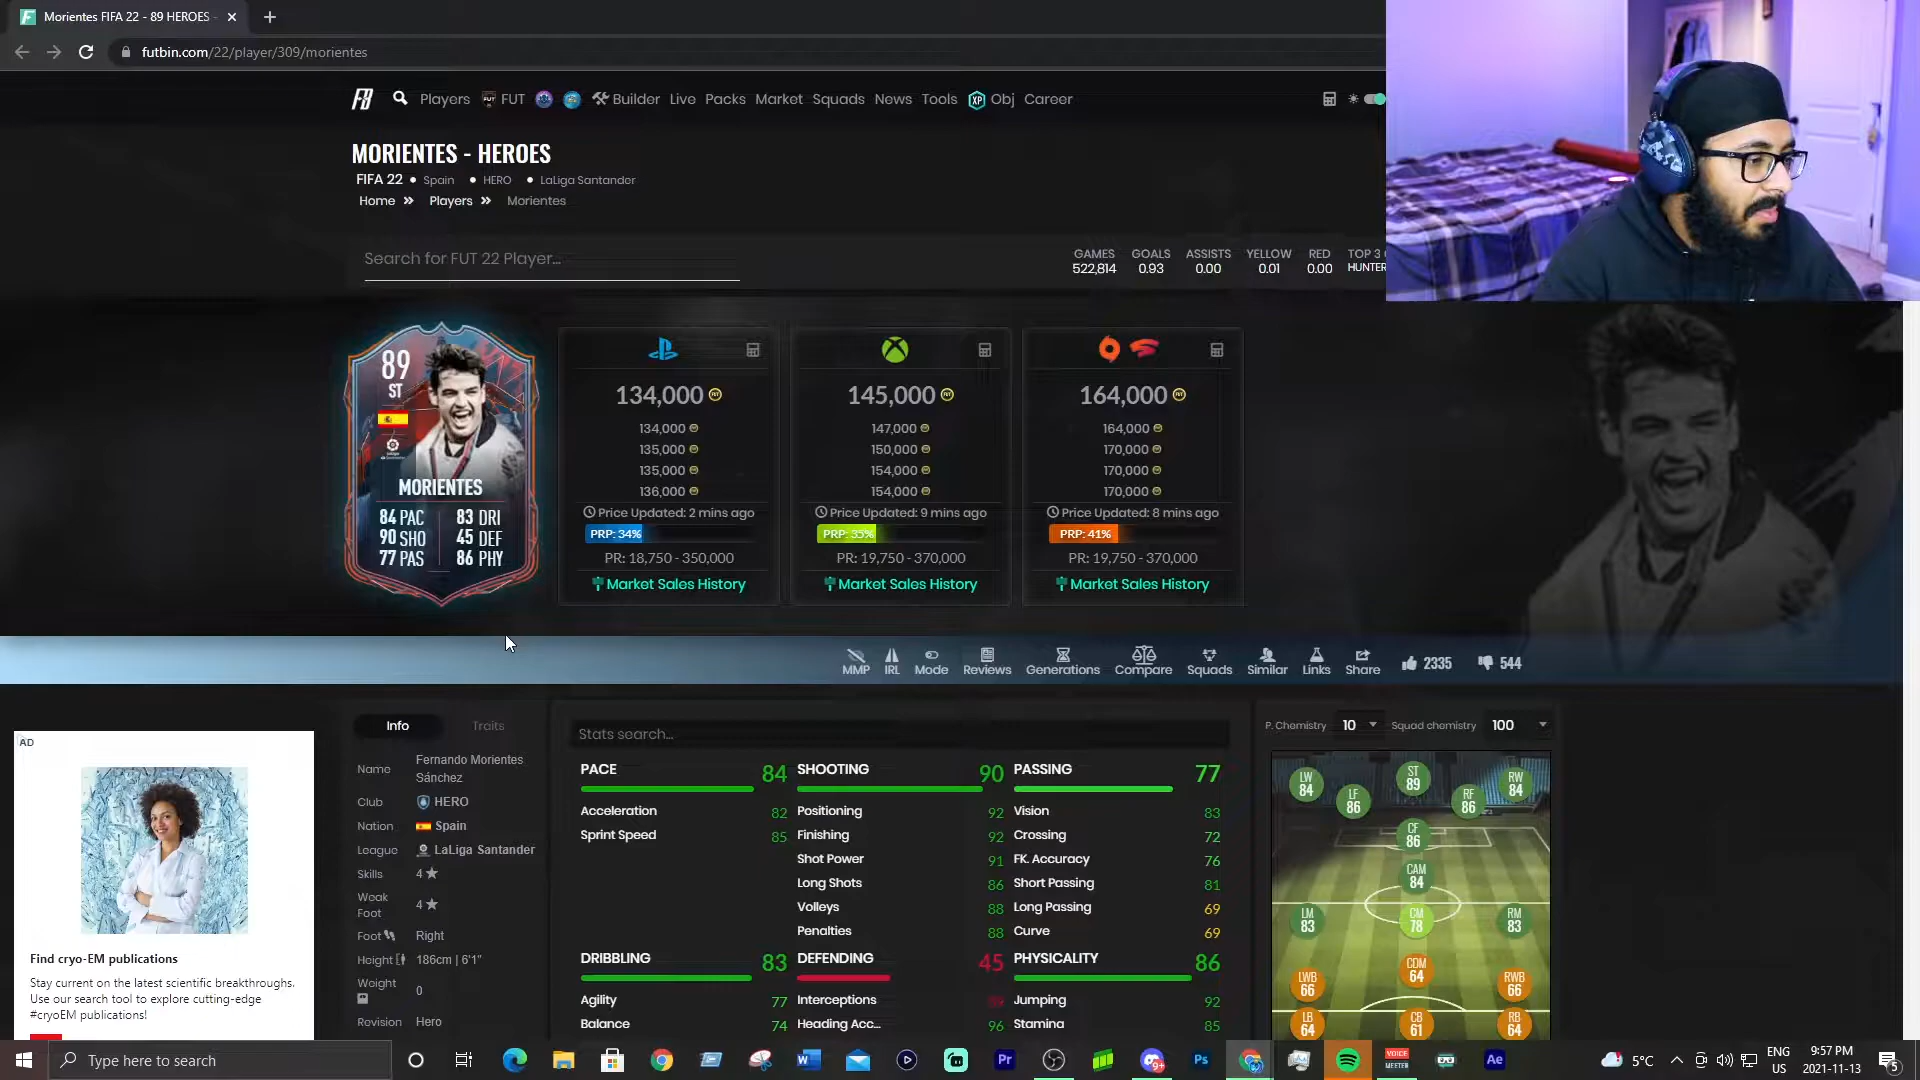 Morientes FIFA 22 - 89 HEROES -
futbin.com/22/player/309/morientes
Players FUT Builder Live Packs Market Squads News Tools XP Obj Career
MORIENTES - HEROES
FIFA 22 • Spain • HERO • LaLiga Santander
Home » Players » Morientes
Search for FUT 22 Player...
GAMES GOALS ASSISTS YELLOW RED TOP 3
522,814 0.93 0.00 0.01 0.00 HUNTER
89
ST
MORIENTES
84 PAC 83 DRI
90 SHO 45 DEF
77 PAS 86 PHY
134,000
134,000
135,000
135,000
136,000
Price Updated: 2 mins ago
PRP: 34%
PR: 18,750 - 350,000
Market Sales History
145,000
147,000
150,000
154,000
154,000
Price Updated: 9 mins ago
PRP: 35%
PR: 19,750 - 370,000
Market Sales History
164,000
164,000
170,000
170,000
170,000
Price Updated: 8 mins ago
PRP: 41%
PR: 19,750 - 370,000
Market Sales History
MMP IRL Mode Reviews Generations Compare Squads Similar Links Share 2335 544
AD
Find cryo-EM publications
Stay current on the latest scientific breakthroughs.
Use our search tool to explore cutting-edge
#cryoEM publications!
Info Traits
Name Fernando Morientes
Sánchez
Club HERO
Nation Spain
League LaLiga Santander
Skills 4
Weak
Foot 4
Foot Right
Height 186cm | 6'1"
Weight 0
Revision Hero
Stats search...
PACE 84
Acceleration 82
Sprint Speed 85
SHOOTING 90
Positioning 92
Finishing 92
Shot Power 91
Long Shots 86
Volleys 88
Penalties 88
PASSING 77
Vision 83
Crossing 72
FK. Accuracy 76
Short Passing 81
Long Passing 69
Curve 69
DRIBBLING 83
Agility 77
Balance 74
DEFENDING 45
Interceptions
Heading Acc... 96
PHYSICALITY 86
Jumping 92
Stamina 85
P. Chemistry 10 Squad chemistry 100
LW
84
LF
86
ST
89
RF
86
RW
84
CF
86
CAM
84
LM
83
CM
78
RM
83
LWB
66
CDM
64
RWB
66
LB
64
CB
61
RB
64
Type here to search
W
Pr
9+
Ps
VOICE
MEETER
Ae
5°C
ENG
US
9:57 PM
2021-11-13
5